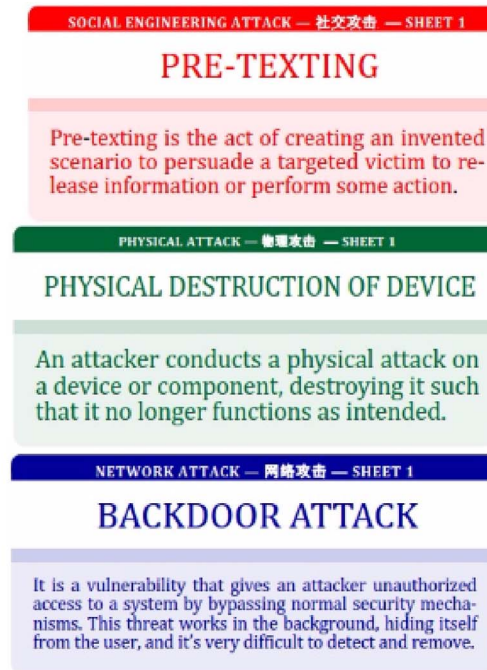 SOCIAL ENGINEERING ATTACK — 社交攻击 — SHEET 1
PRE-TEXTING
Pre-texting is the act of creating an invented
scenario to persuade a targeted victim to re-
lease information or perform some action.
PHYSICAL ATTACK — 物理攻击 — SHEET 1
PHYSICAL DESTRUCTION OF DEVICE
An attacker conducts a physical attack on
a device or component, destroying it such
that it no longer functions as intended.
NETWORK ATTACK — 网络攻击 — SHEET 1
BACKDOOR ATTACK
It is a vulnerability that gives an attacker unauthorized
access to a system by bypassing normal security mecha-
nisms. This threat works in the background, hiding itself
from the user, and it's very difficult to detect and remove.